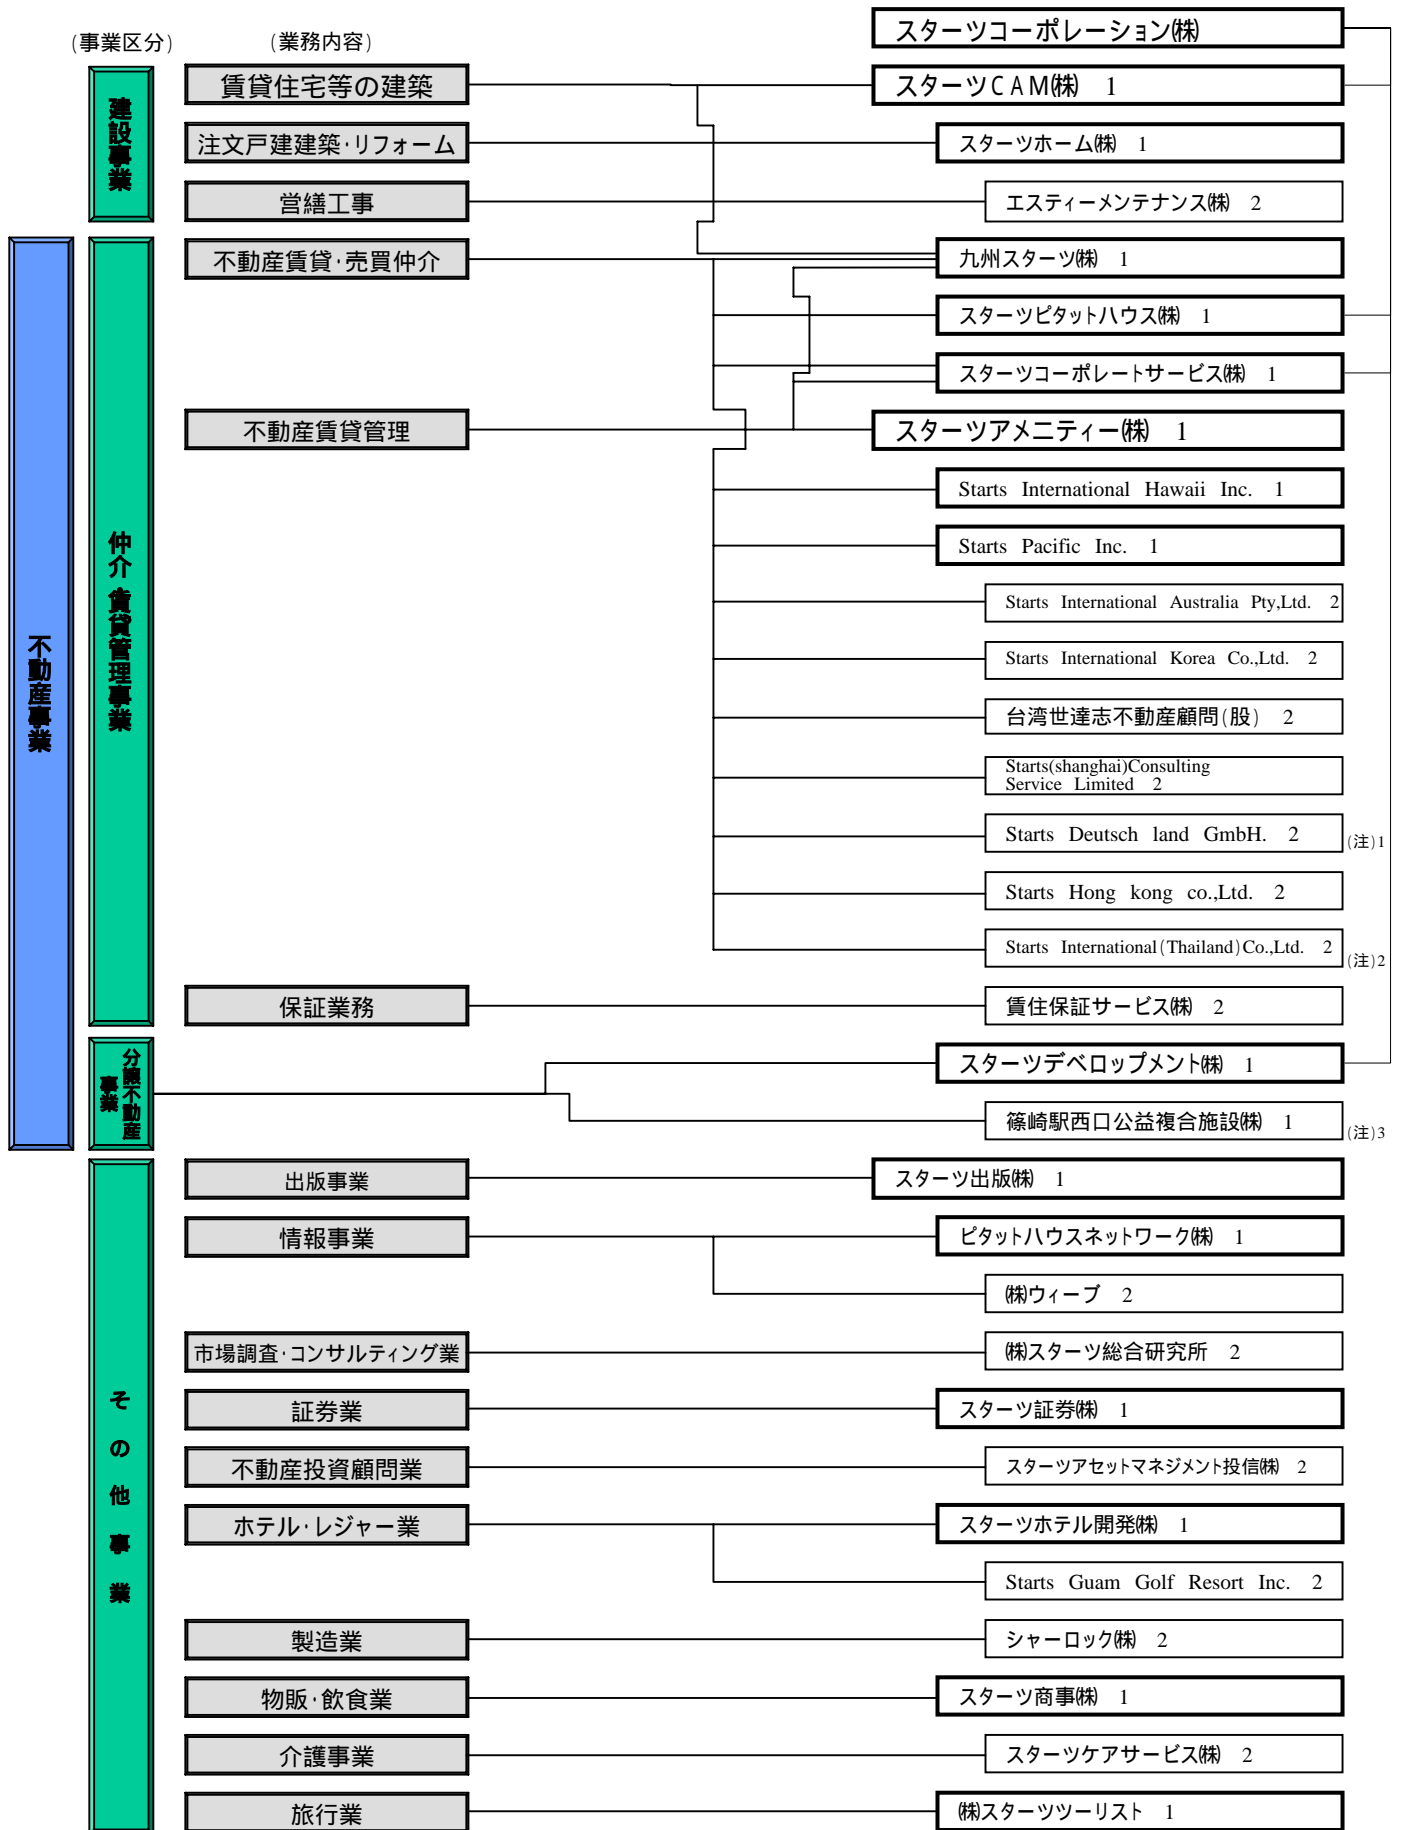 スターツコーポレーション㈱
(事業区分)
(業務内容)
建設事業
賃貸住宅等の建築
スターツCAM㈱ 1
注文戸建建築・リフォーム
スターツホーム㈱ 1
営繕工事
エスティーメンテナンス㈱ 2
不動産事業
仲介・賃貸管理事業
不動産賃貸・売買仲介
九州スターツ㈱ 1
スターツピタットハウス㈱ 1
スターツコーポレートサービス㈱ 1
不動産賃貸管理
スターツアメニティー㈱ 1
Starts International Hawaii Inc. 1
Starts Pacific Inc. 1
Starts International Australia Pty,Ltd. 2
Starts International Korea Co.,Ltd. 2
台湾世達志不動産顧問(股) 2
Starts(shanghai)Consulting
Service Limited 2
Starts Deutsch land GmbH. 2
(注)1
Starts Hong kong co.,Ltd. 2
Starts International(Thailand)Co.,Ltd. 2
(注)2
保証業務
賃住保証サービス㈱ 2
分譲不動産
事業
スターツデベロップメント㈱ 1
篠崎駅西口公益複合施設㈱ 1
(注)3
その他事業
出版事業
スターツ出版㈱ 1
情報事業
ピタットハウスネットワーク㈱ 1
㈱ウィーブ 2
市場調査・コンサルティング業
㈱スターツ総合研究所 2
証券業
スターツ証券㈱ 1
不動産投資顧問業
スターツアセットマネジメント投信㈱ 2
ホテル・レジャー業
スターツホテル開発㈱ 1
Starts Guam Golf Resort Inc. 2
製造業
シャーロック㈱ 2
物販・飲食業
スターツ商事㈱ 1
介護事業
スターツケアサービス㈱ 2
旅行業
㈱スターツツーリスト 1